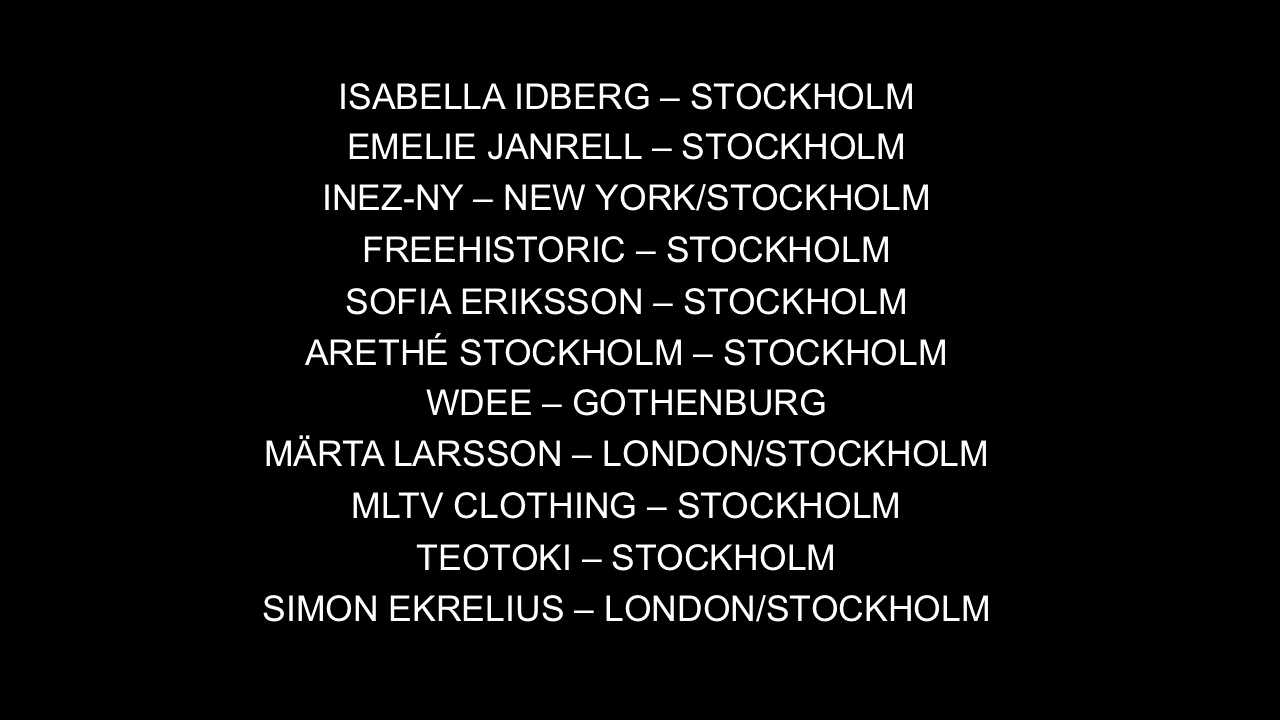 ISABELLA IDBERG – STOCKHOLM
EMELIE JANRELL – STOCKHOLM
INEZ-NY – NEW YORK/STOCKHOLM
FREEHISTORIC – STOCKHOLM
SOFIA ERIKSSON – STOCKHOLM
ARETHÉ STOCKHOLM – STOCKHOLM
WDEE – GOTHENBURG
MÄRTA LARSSON – LONDON/STOCKHOLM
MLTV CLOTHING – STOCKHOLM
TEOTOKI – STOCKHOLM
SIMON EKRELIUS – LONDON/STOCKHOLM